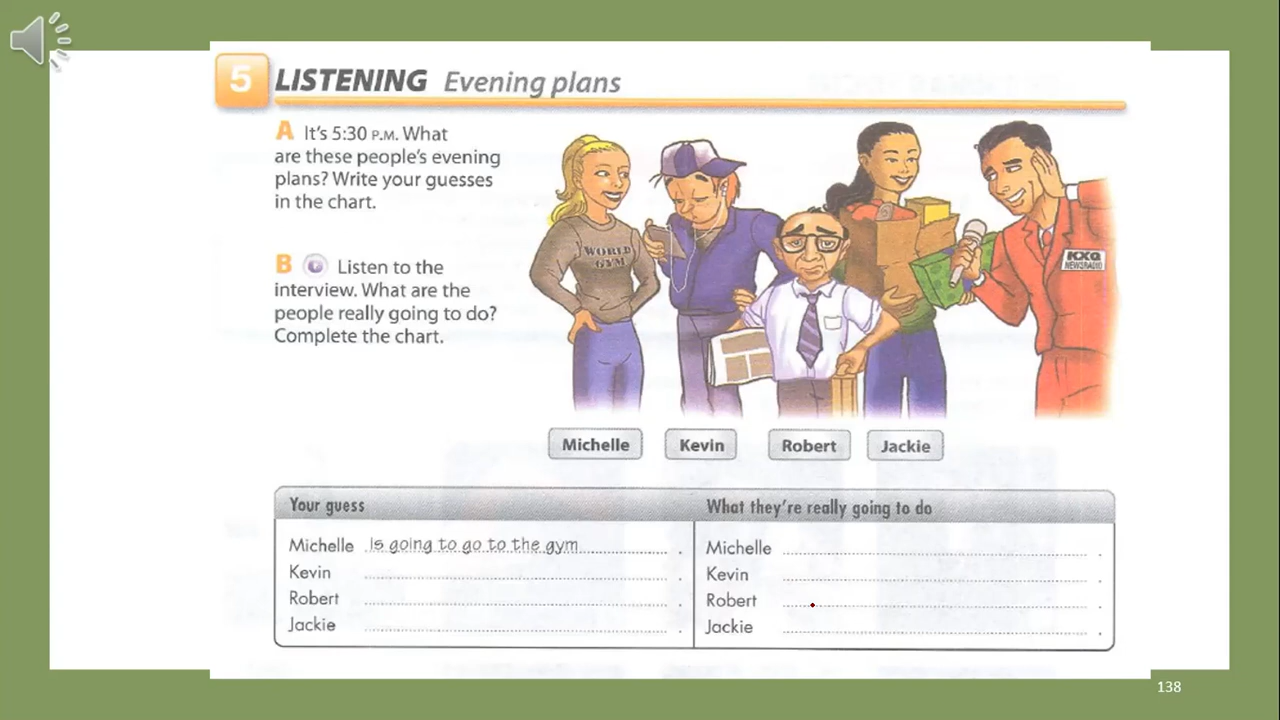 5 LISTENING Evening plans
A It's 5:30 P.M. What
are these people's evening
plans? Write your guesses
in the chart.
B Listen to the
interview. What are the
people really going to do?
Complete the chart.
WORLD
GYM
KXQ
NEWSRADIO
Michelle Kevin Robert Jackie
Your guess What they're really going to do
Michelle is going to go to the gym . Michelle .
Kevin . Kevin .
Robert . Robert .
Jackie . Jackie .
138